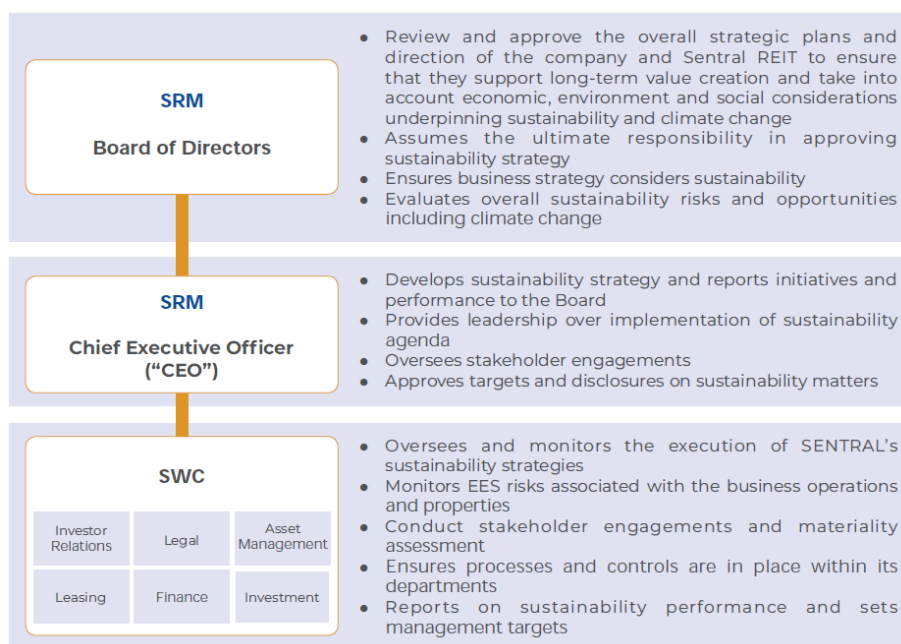 SRM
Board of Directors
● Review and approve the overall strategic plans and
direction of the company and Sentral REIT to ensure
that they support long-term value creation and take into
account economic, environment and social considerations
underpinning sustainability and climate change
● Assumes the ultimate responsibility in approving
sustainability strategy
● Ensures business strategy considers sustainability
● Evaluates overall sustainability risks and opportunities
including climate change
SRM
Chief Executive Officer
(“CEO”)
● Develops sustainability strategy and reports initiatives and
performance to the Board
● Provides leadership over implementation of sustainability
agenda
● Oversees stakeholder engagements
● Approves targets and disclosures on sustainability matters
SWC
Investor
Relations
Legal
Asset
Management
Leasing
Finance
Investment
● Oversees and monitors the execution of SENTRAL’s
sustainability strategies
● Monitors EES risks associated with the business operations
and properties
● Conduct stakeholder engagements and materiality
assessment
● Ensures processes and controls are in place within its
departments
● Reports on sustainability performance and sets
management targets